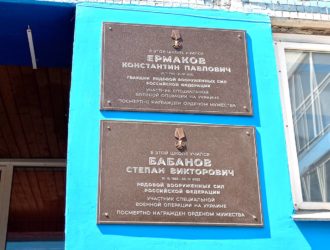 В ЭТОЙ ШКОЛЕ УЧИЛСЯ
ЕРМАКОВ
КОНСТАНТИН ПАВЛОВИЧ
РЯДОВОЙ ВООРУЖЕННЫХ СИЛ
РОССИЙСКОЙ ФЕДЕРАЦИИ
УЧАСТНИК СПЕЦИАЛЬНОЙ
ВОЕННОЙ ОПЕРАЦИИ НА УКРАИНЕ
ПОСМЕРТНО НАГРАЖДЕН ОРДЕНОМ МУЖЕСТВА
В ЭТОЙ ШКОЛЕ УЧИЛСЯ
БАБАНОВ
СТЕПАН ВИКТОРОВИЧ
РЯДОВОЙ ВООРУЖЕННЫХ СИЛ
РОССИЙСКОЙ ФЕДЕРАЦИИ
УЧАСТНИК СПЕЦИАЛЬНОЙ
ВОЕННОЙ ОПЕРАЦИИ НА УКРАИНЕ
ПОСМЕРТНО НАГРАЖДЕН ОРДЕНОМ МУЖЕСТВА